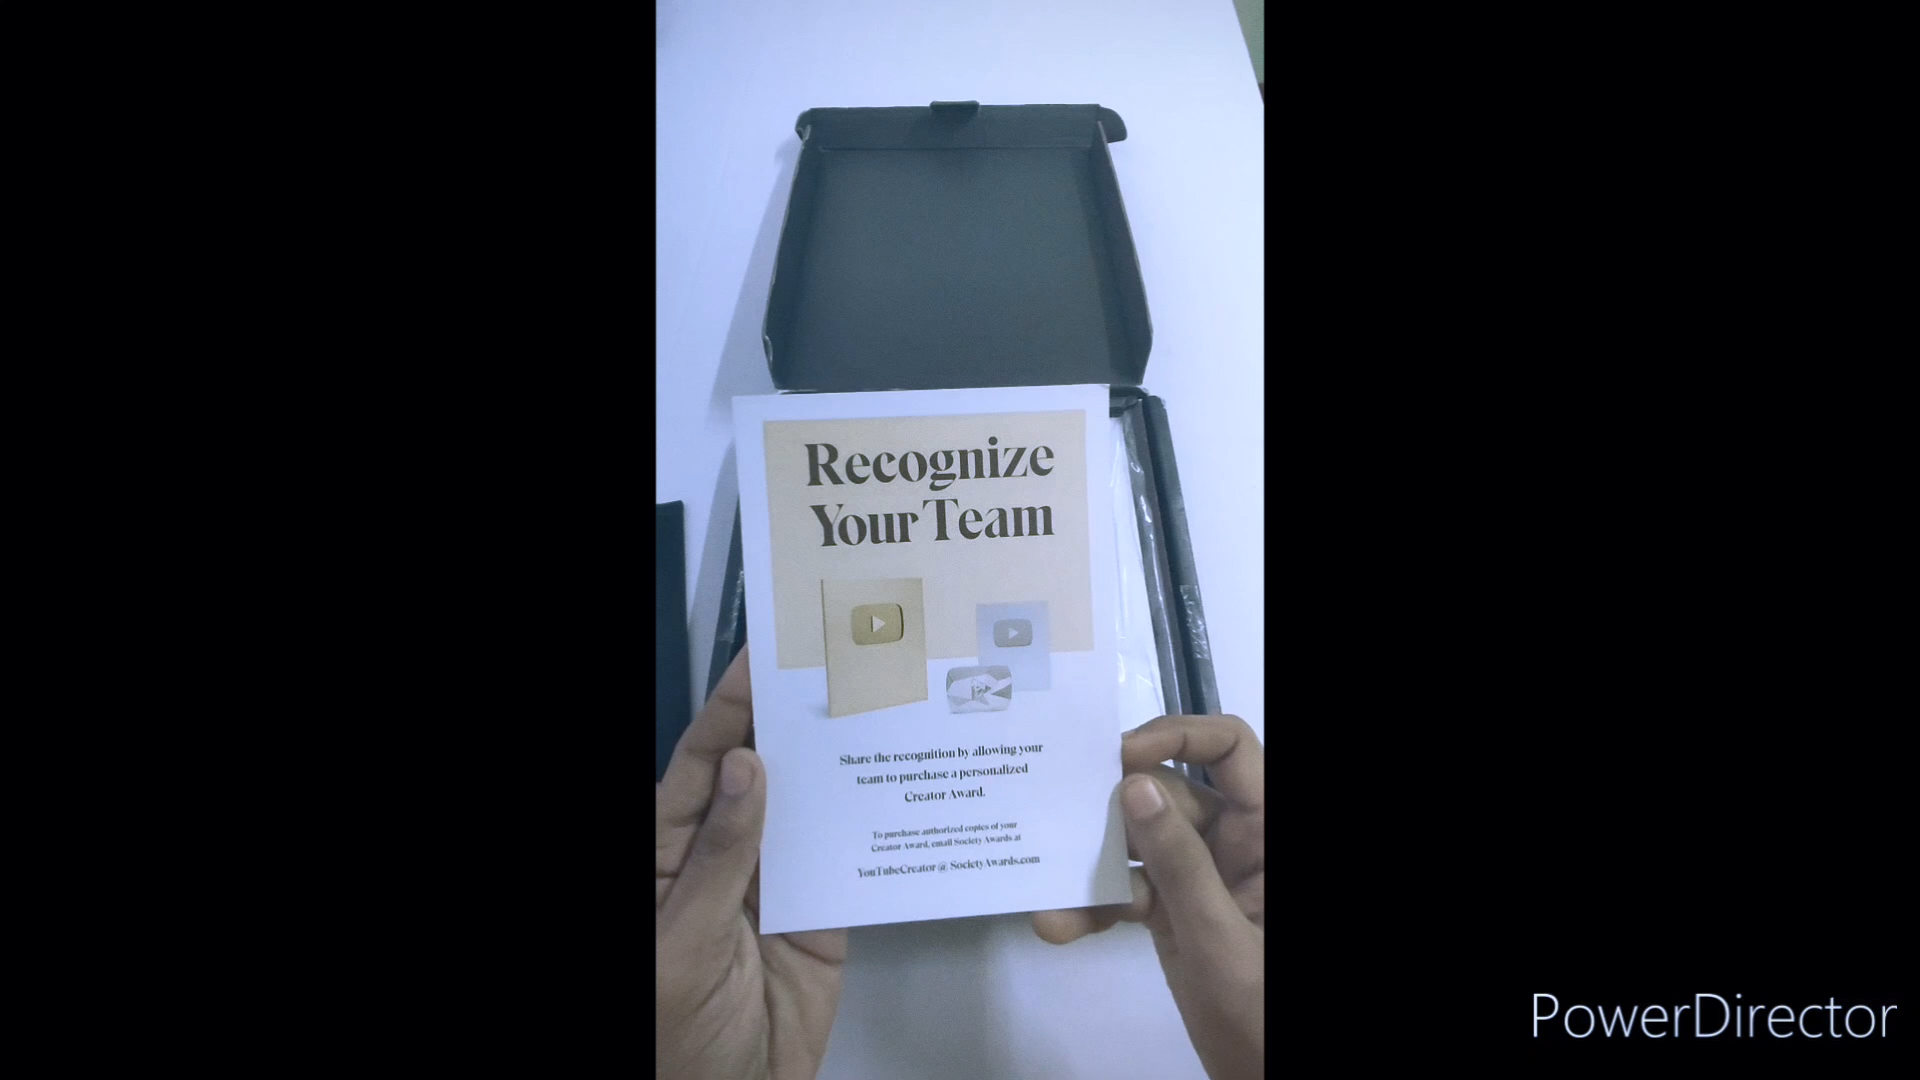 Recognize
Your Team
Share the recognition by allowing your
team to purchase a personalized
Creator Award.
To purchase authorized copies of your
Creator Award, email Society Awards at
YouTubeCreator @ SocietyAwards.com
PowerDirector